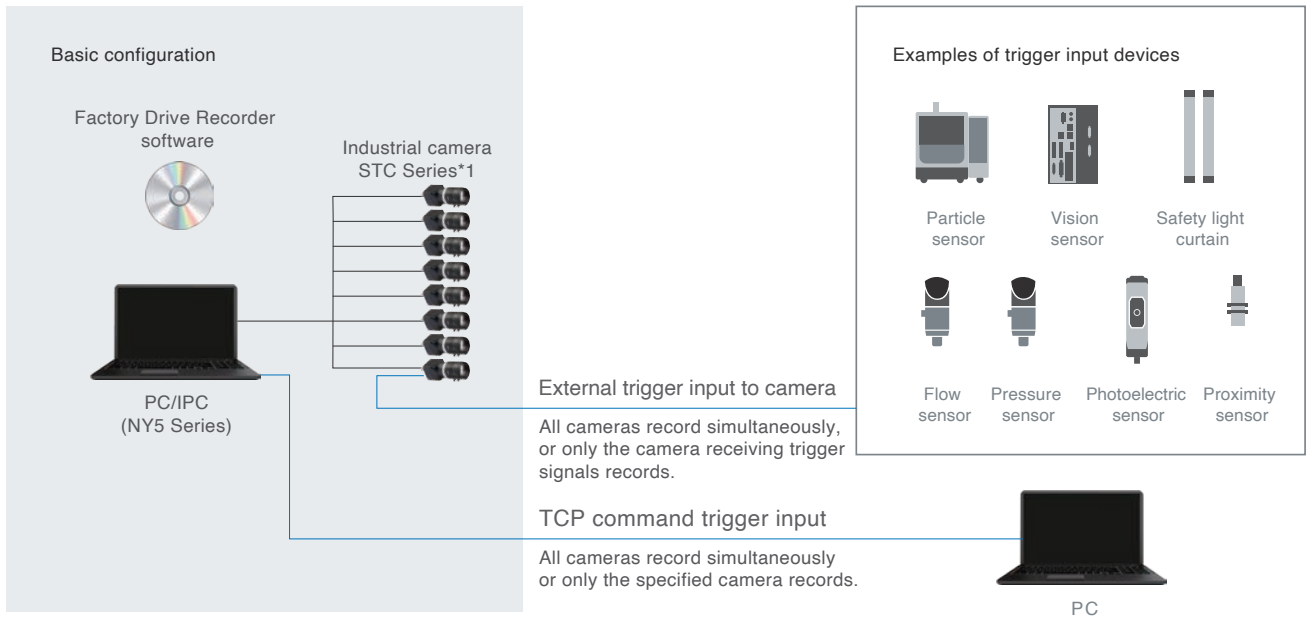 Basic configuration
Factory Drive Recorder
software
Industrial camera
STC Series*1
PC/IPC
(NY5 Series)
External trigger input to camera
All cameras record simultaneously,
or only the camera receiving trigger
signals records.
TCP command trigger input
All cameras record simultaneously
or only the specified camera records.
Examples of trigger input devices
Particle
sensor
Vision
sensor
Safety light
curtain
Flow
sensor
Pressure
sensor
Photoelectric
sensor
Proximity
sensor
PC